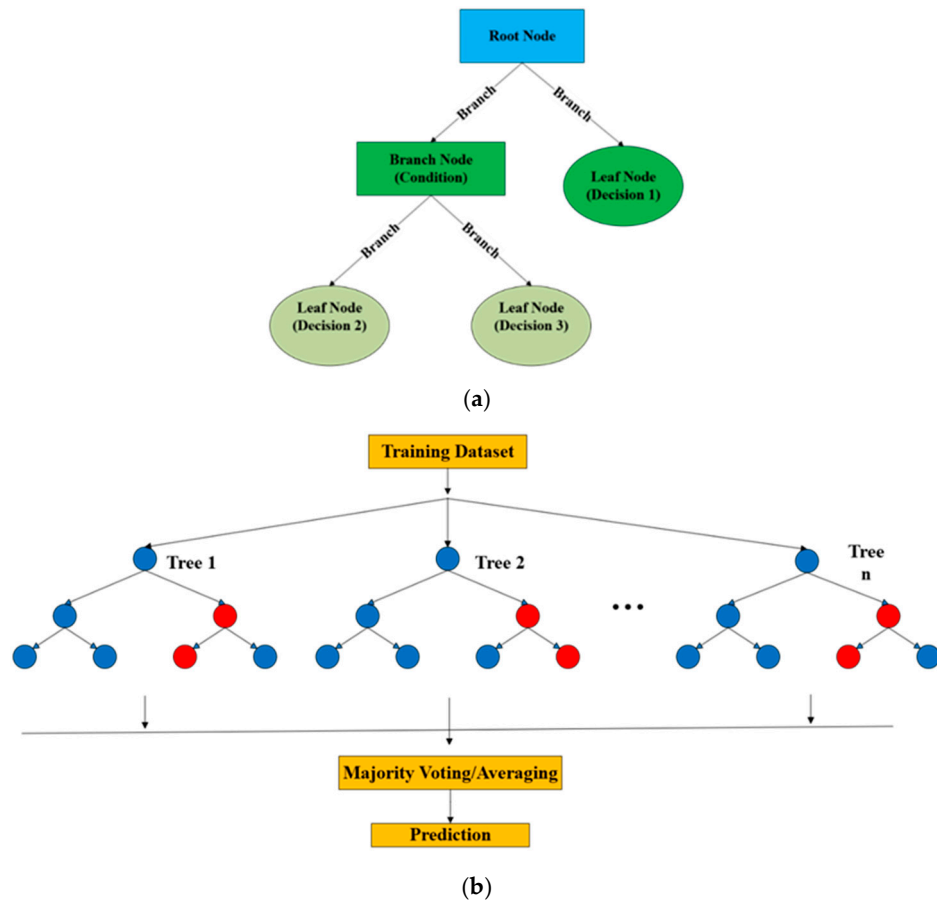 Root Node
Branch
Branch
Branch Node
(Condition)
Leaf Node
(Decision 1)
Branch
Branch
Leaf Node
(Decision 2)
Leaf Node
(Decision 3)
(a)
Training Dataset
Tree 1
Tree 2
Tree
n
...
Majority Voting/Averaging
Prediction
(b)